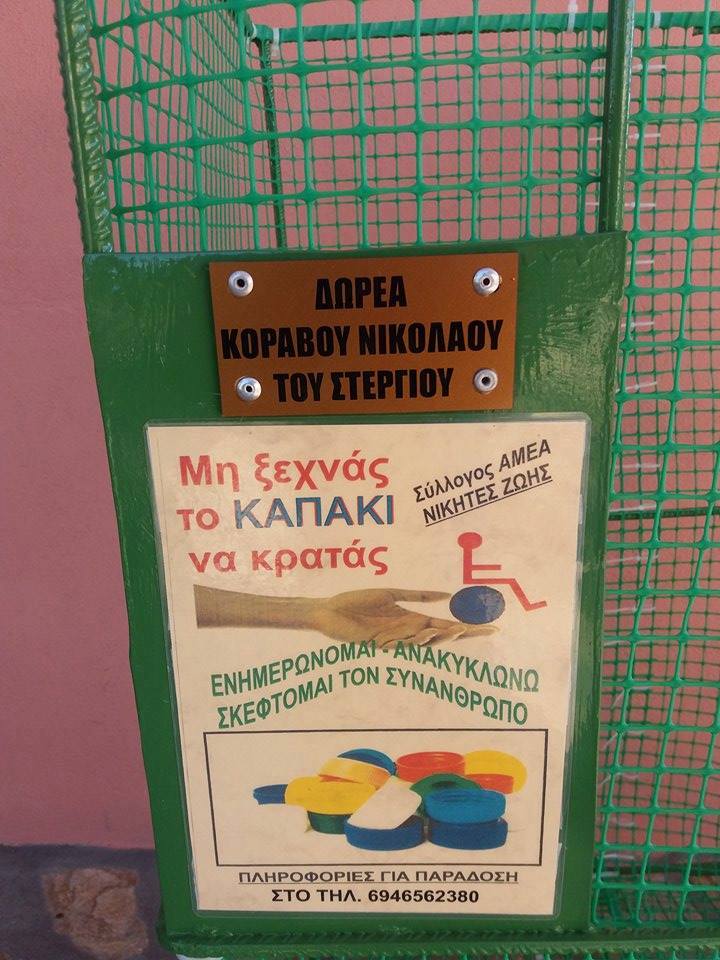 ΔΩΡΕΑ
ΚΟΡΑΒΟΥ ΝΙΚΟΛΑΟΥ
ΤΟΥ ΣΤΕΡΓΙΟΥ
Μη ξεχνάς
το ΚΑΠΑΚΙ
να κρατάς
Σύλλογος ΑΜΕΑ
ΝΙΚΗΤΕΣ ΖΩΗΣ
ΕΝΗΜΕΡΩΝΟΜΑΙ - ΑΝΑΚΥΚΛΩΝΩ
ΣΚΕΦΤΟΜΑΙ ΤΟΝ ΣΥΝΑΝΘΡΩΠΟ
ΠΛΗΡΟΦΟΡΙΕΣ ΓΙΑ ΠΑΡΑΔΟΣΗ
ΣΤΟ ΤΗΛ. 6946562380